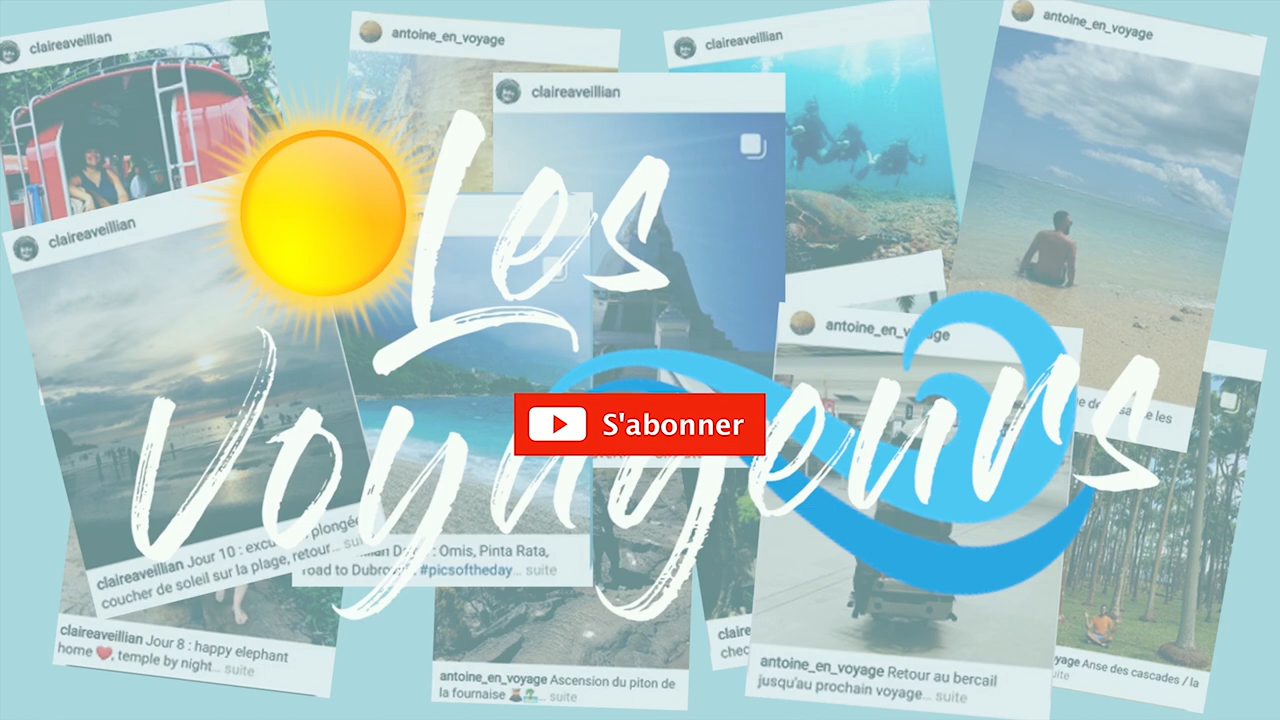 claireaveillian
antoine_en_voyage
claireaveillian
antoine_en_voyage
claireaveillian
claireaveillian
antoine_en_voyage
Les
Voyageurs
S'abonner
claireaveillian Jour 10 : plongée
coucher de soleil sur la plage, retour... suite
: Omis, Pinta Rata,
road to #picsoftheday... suite
claireaveillian Jour 8 : happy elephant
home ❤️, temple by night... suite
antoine_en_voyage Ascension du piton de
la fournaise 🌋🏝️... suite
antoine_en_voyage Retour au bercail
jusqu'au prochain voyage... suite
Anse des cascades / la